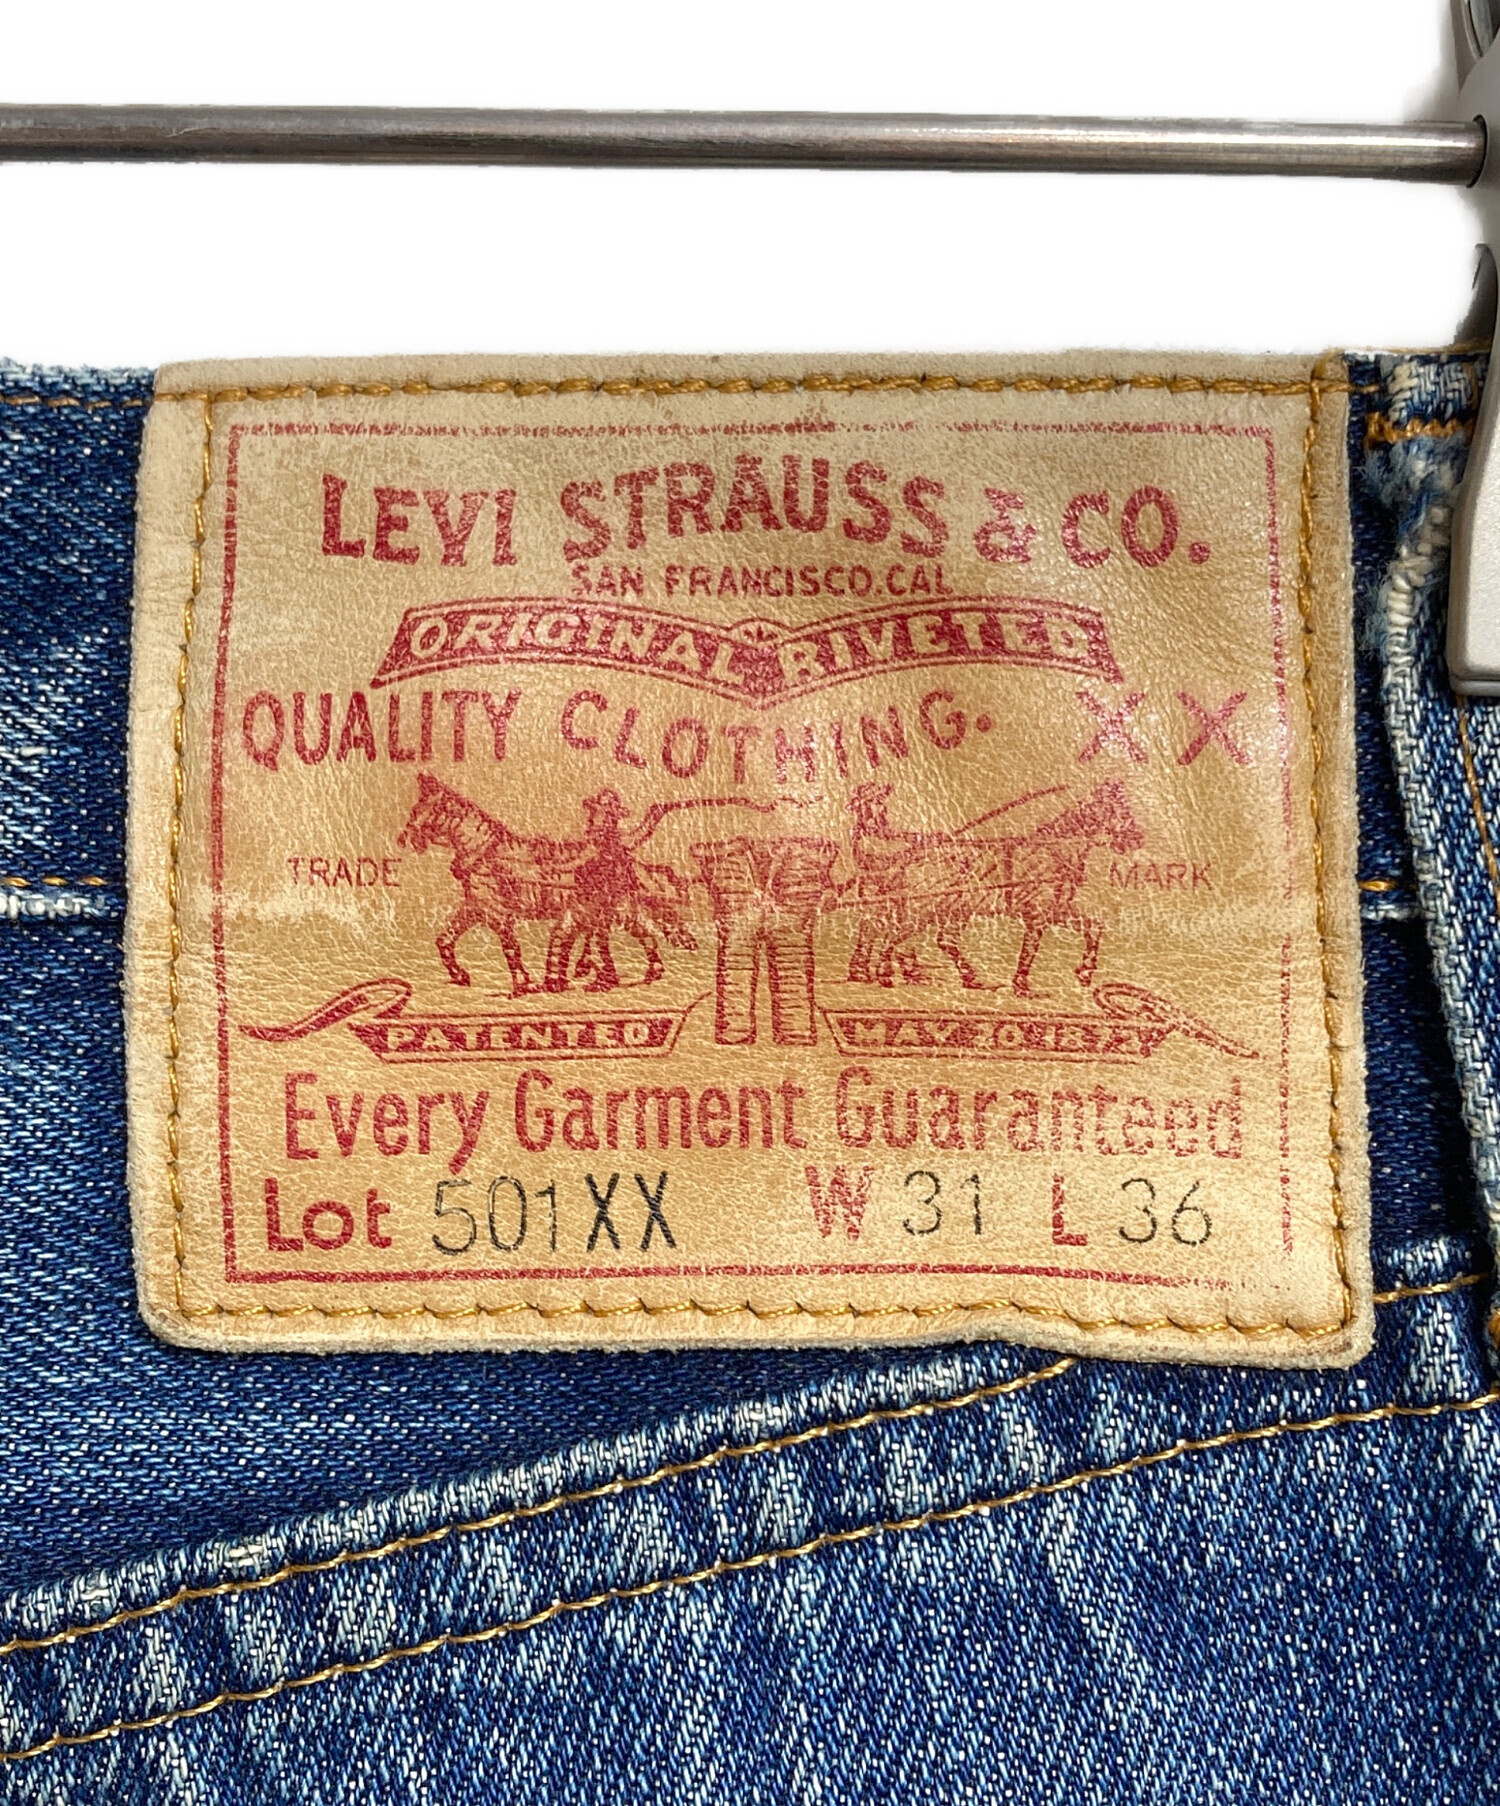 LEVI STRAUSS & CO.
SAN FRANCISCO.CAL
ORIGINAL RIVETED
QUALITY CLOTHING. XX
TRADE MARK
PATENTED MAY 20 1873
Every Garment Guaranteed
Lot 501XX W 31 L 36